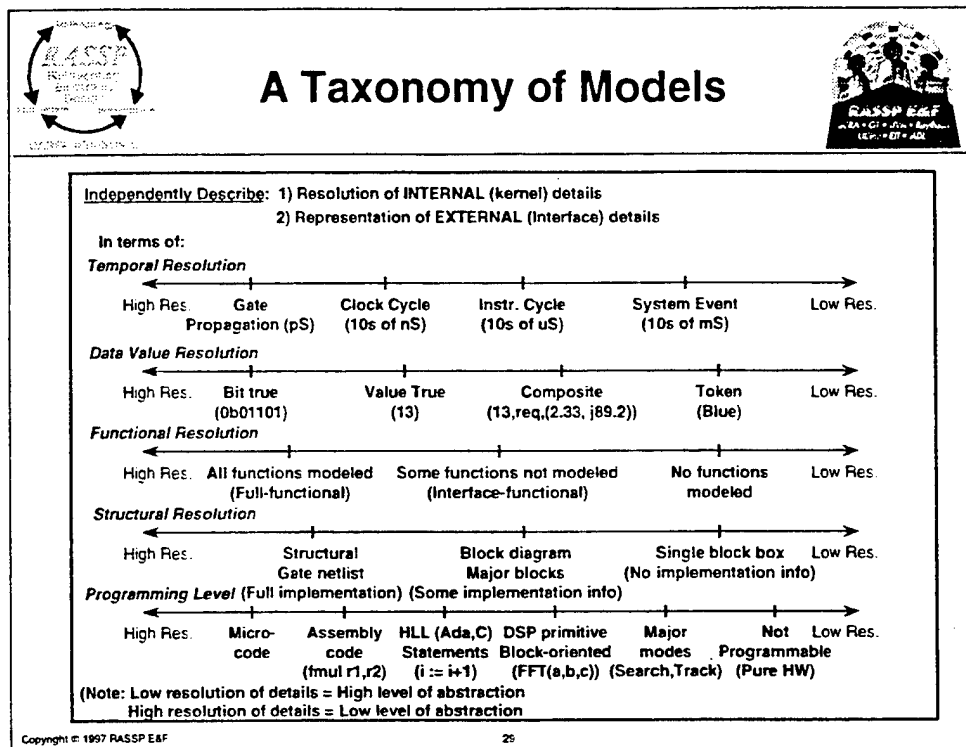 RASSP
A Taxonomy of Models
RASSP E&F
Independently Describe: 1) Resolution of INTERNAL (kernel) details
2) Representation of EXTERNAL (Interface) details
In terms of:
Temporal Resolution
High Res. Gate Clock Cycle Instr. Cycle System Event Low Res.
Propagation (pS) (10s of nS) (10s of uS) (10s of mS)
Data Value Resolution
High Res. Bit true Value True Composite Token Low Res.
(0b01101) (13) (13,req,(2.33, j89.2)) (Blue)
Functional Resolution
High Res. All functions modeled Some functions not modeled No functions Low Res.
(Full-functional) (Interface-functional) modeled
Structural Resolution
High Res. Structural Block diagram Single block box Low Res.
Gate netlist Major blocks (No implementation info)
Programming Level (Full implementation) (Some implementation info)
High Res. Micro- Assembly HLL (Ada,C) DSP primitive Major Not Low Res.
code code Statements Block-oriented modes Programmable
(fmul r1,r2) (i := i+1) (FFT(a,b,c)) (Search,Track) (Pure HW)
(Note: Low resolution of details = High level of abstraction
High resolution of details = Low level of abstraction
Copyright © 1997 RASSP E&F 29